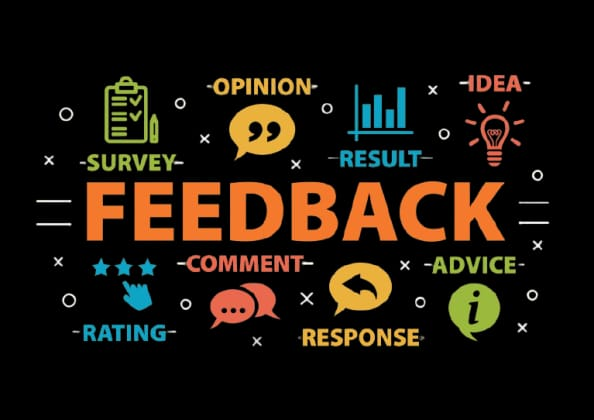 OPINION
IDEA
SURVEY
RESULT
FEEDBACK
COMMENT
ADVICE
RATING
RESPONSE